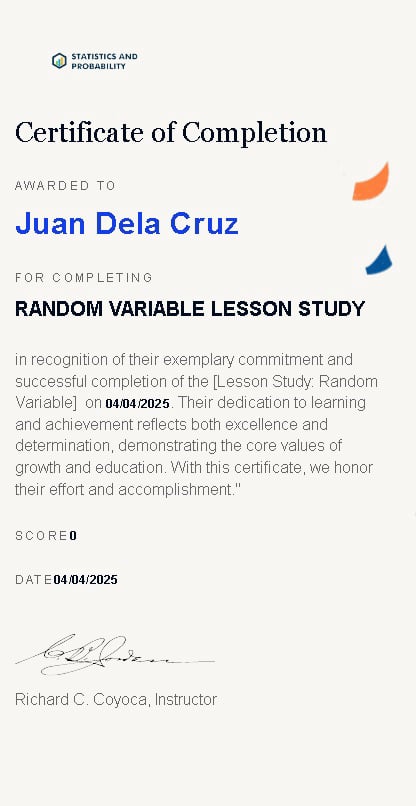 STATISTICS AND
PROBABILITY
Certificate of Completion
AWARDED TO
Juan Dela Cruz
FOR COMPLETING
RANDOM VARIABLE LESSON STUDY
in recognition of their exemplary commitment and
successful completion of the [Lesson Study: Random
Variable] on 04/04/2025. Their dedication to learning
and achievement reflects both excellence and
determination, demonstrating the core values of
growth and education. With this certificate, we honor
their effort and accomplishment."
SCORE0
DATE04/04/2025
Richard C. Coyoca, Instructor